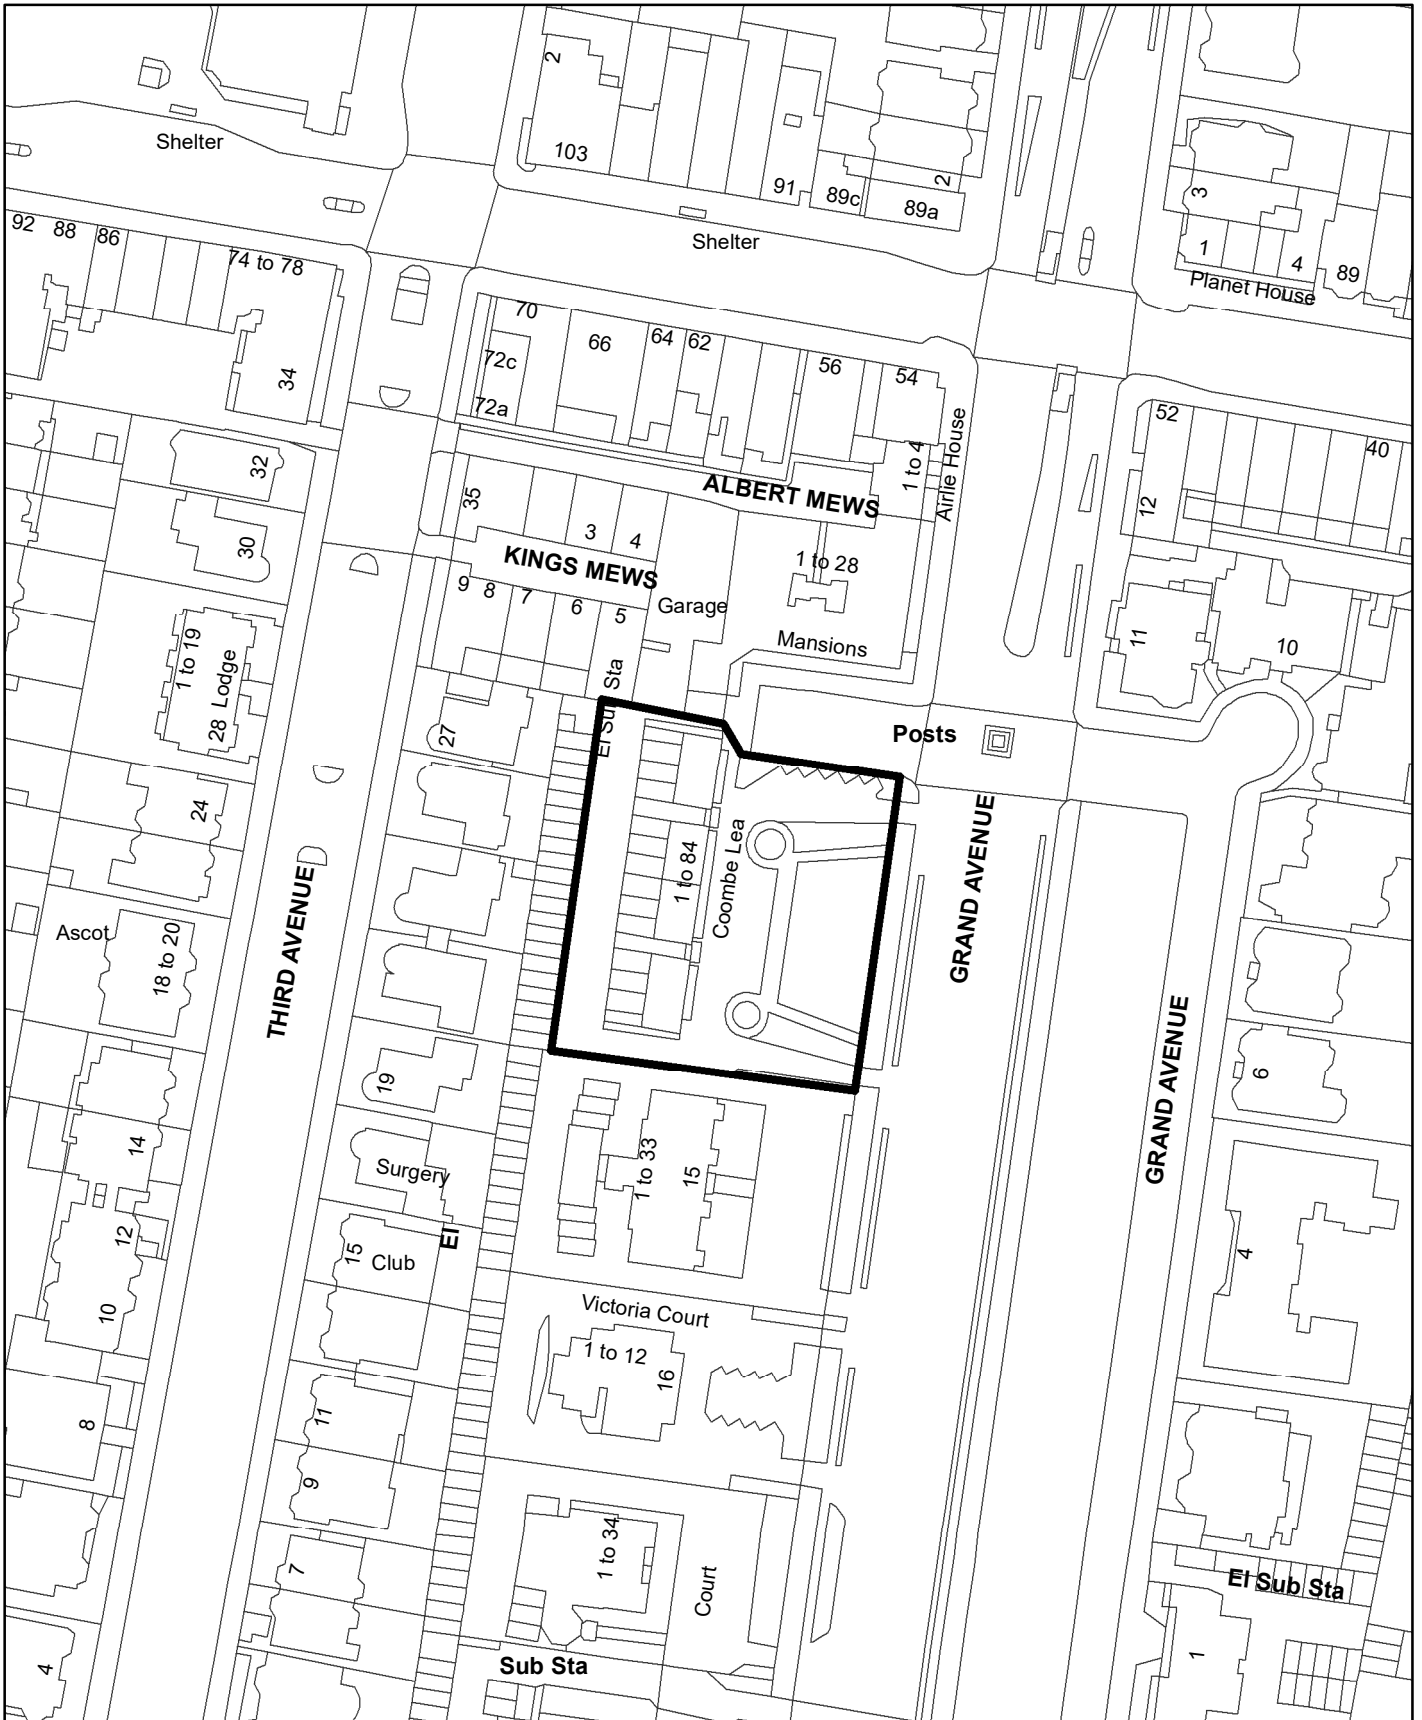 Shelter
2
103
91
89c
89a
2
Shelter
3
1
4
89
Planet House
92
88
86
74 to 78
34
70
72c
72a
66
64
62
56
54
1 to 4
Airlie House
52
40
12
32
30
35
ALBERT MEWS
3
4
KINGS MEWS
1 to 28
9
8
7
6
5
Garage
Mansions
11
10
1 to 19
28 Lodge
El Sub Sta
27
Posts
24
1 to 84
Coombe Lea
GRAND AVENUE
THIRD AVENUE
Ascot
18 to 20
GRAND AVENUE
19
6
14
Surgery
1 to 33
15
12
El
15
Club
4
10
Victoria Court
1 to 12
16
8
11
9
1 to 34
7
Court
El Sub Sta
4
Sub Sta
1